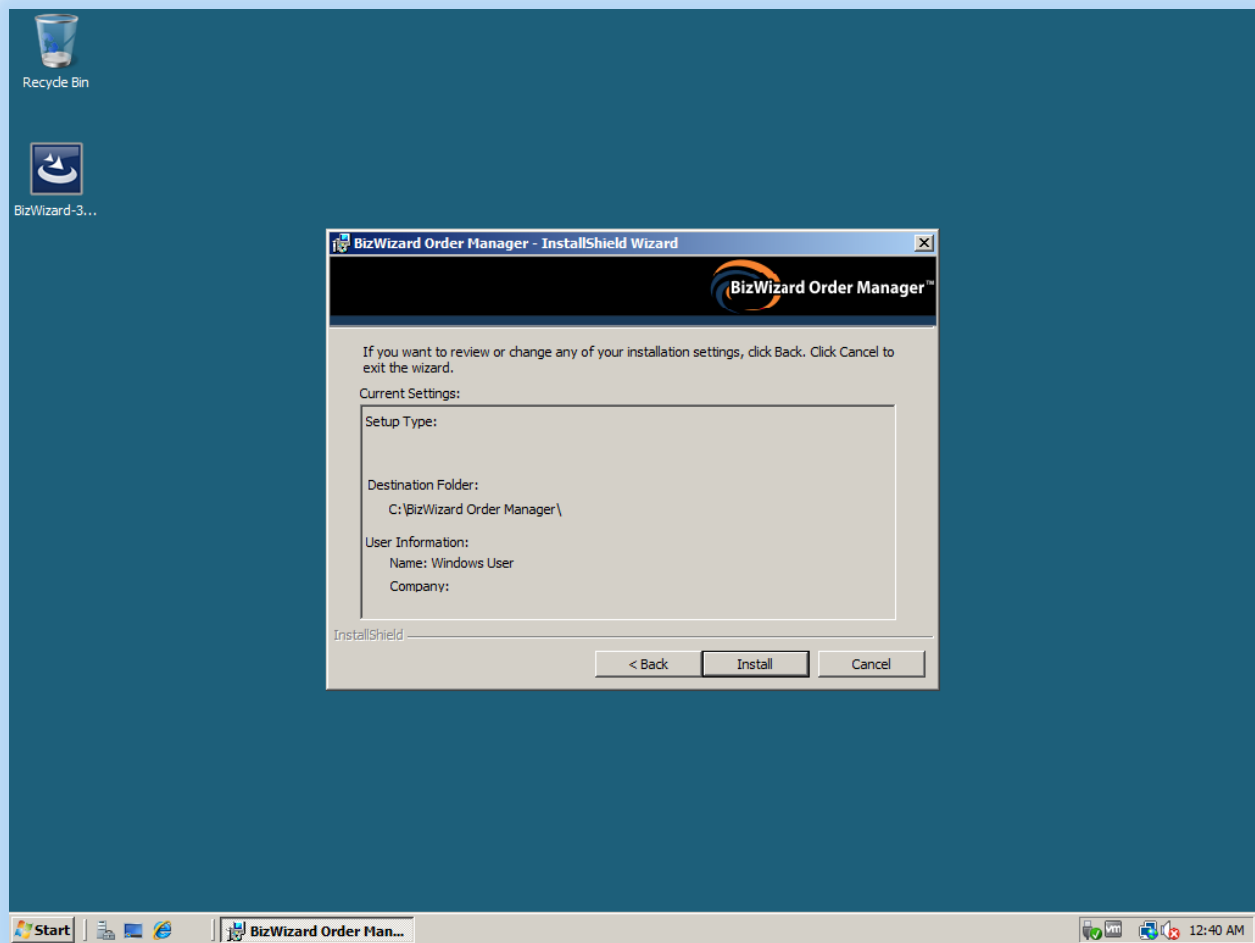 Recycle Bin
BizWizard-3...
BizWizard Order Manager - InstallShield Wizard
BizWizard Order Manager™
If you want to review or change any of your installation settings, click Back. Click Cancel to
exit the wizard.
Current Settings:
Setup Type:
Destination Folder:
C:\BizWizard Order Manager\
User Information:
Name: Windows User
Company:
InstallShield
< Back Install Cancel
Start BizWizard Order Man... vm 12:40 AM